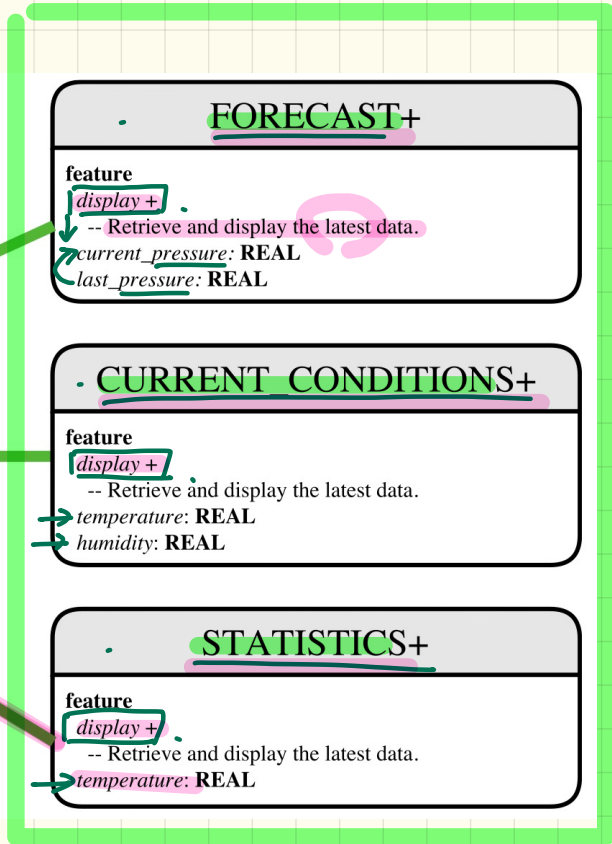 FORECAST+
feature
display +
-- Retrieve and display the latest data.
current_pressure: REAL
last_pressure: REAL
CURRENT_CONDITIONS+
feature
display +
-- Retrieve and display the latest data.
temperature: REAL
humidity: REAL
STATISTICS+
feature
display +
-- Retrieve and display the latest data.
temperature: REAL